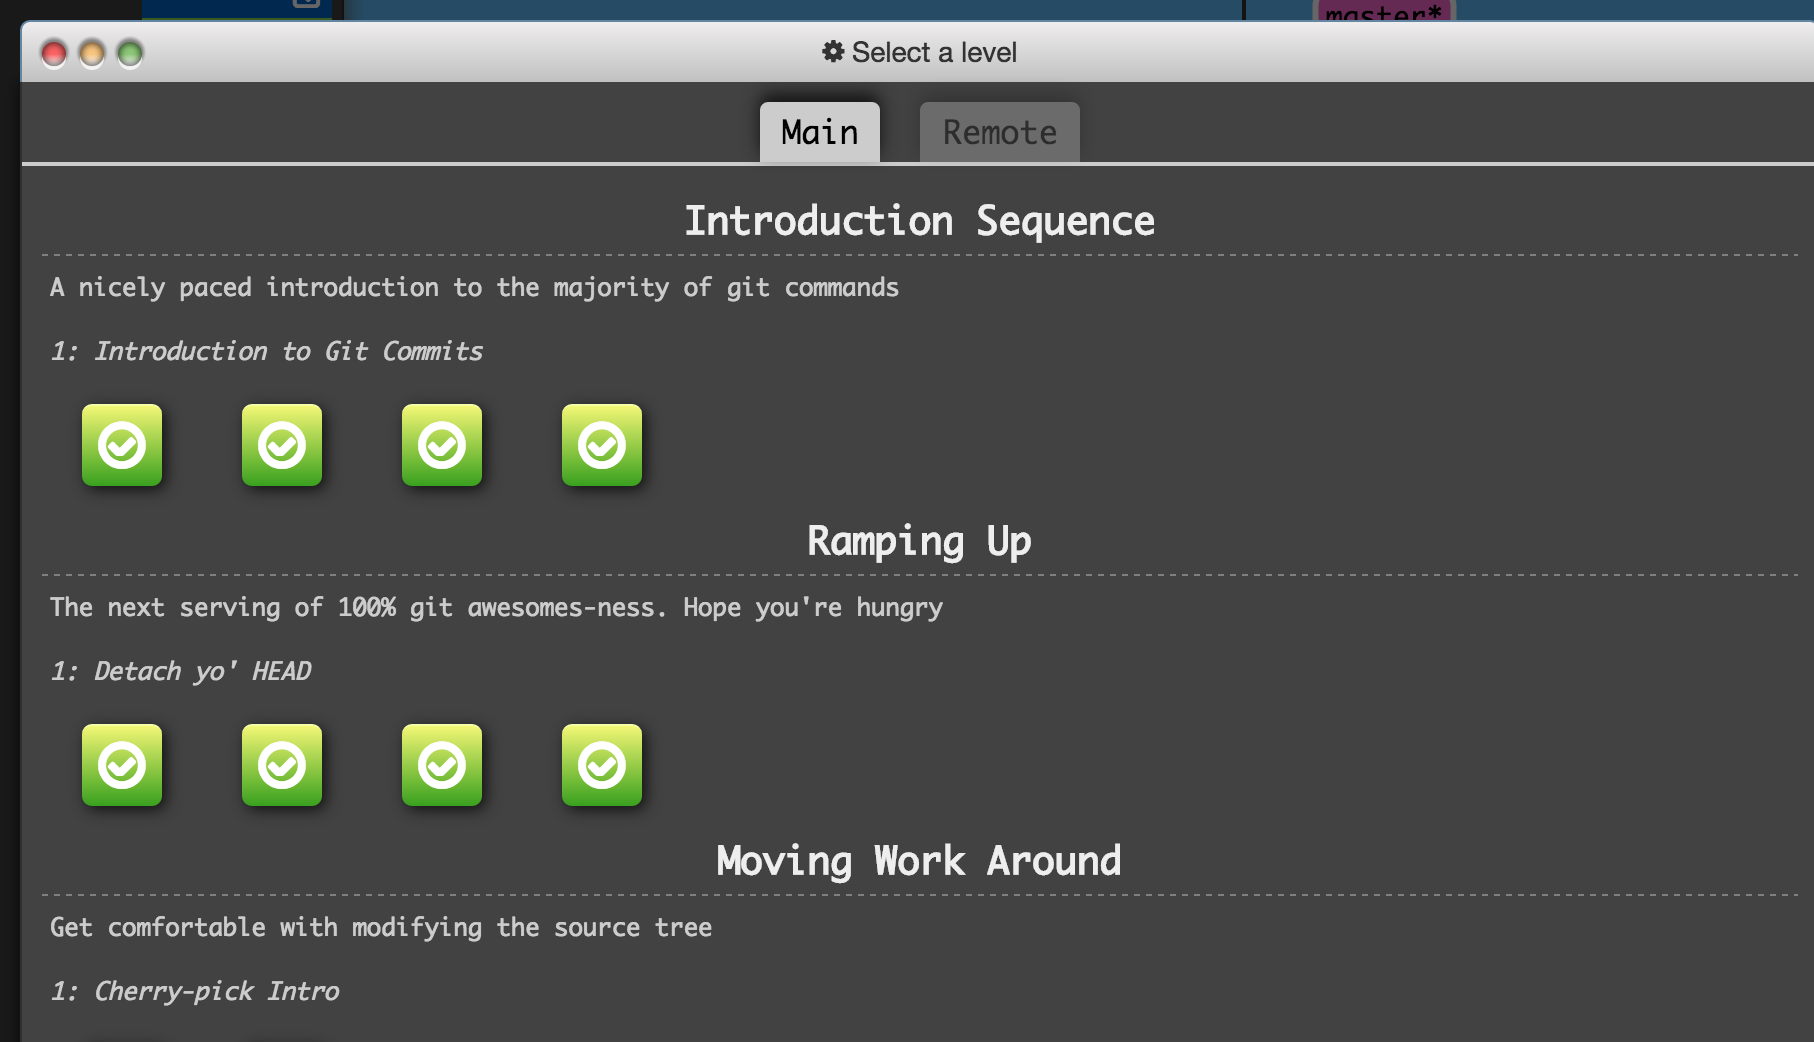 master*
Select a level
Main Remote
Introduction Sequence
A nicely paced introduction to the majority of git commands
1: Introduction to Git Commits
Ramping Up
The next serving of 100% git awesomes-ness. Hope you're hungry
1: Detach yo' HEAD
Moving Work Around
Get comfortable with modifying the source tree
1: Cherry-pick Intro